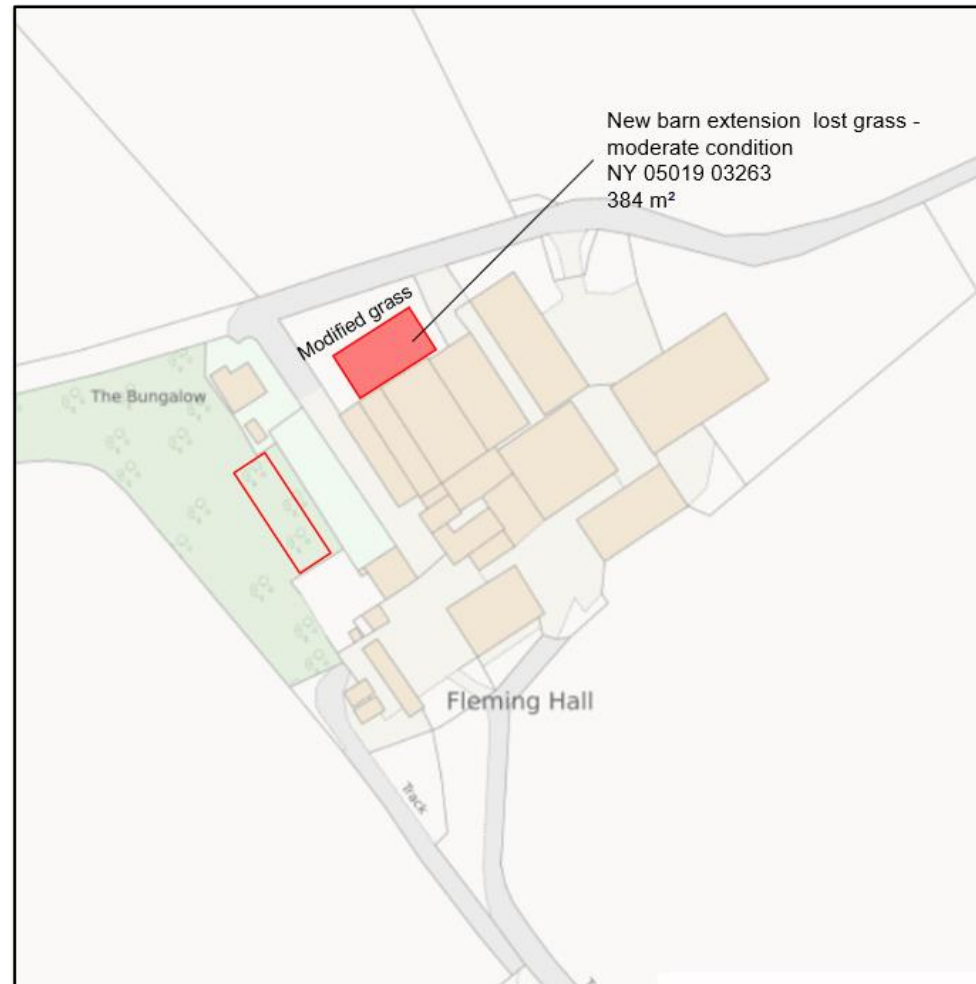 New barn extension  lost grass -
moderate condition
NY 05019 03263
384 m²
Modified grass
The Bungalow
Fleming Hall
Track